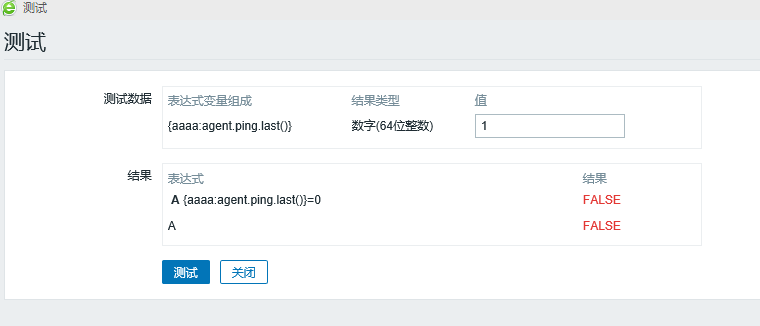 测试
测试
测试数据 表达式变量组成 结果类型 值
{aaaa:agent.ping.last()} 数字(64位整数) 1
结果 表达式 结果
A {aaaa:agent.ping.last()}=0 FALSE
A FALSE
测试 关闭